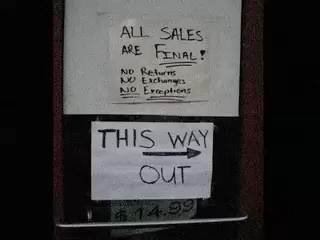 ALL SALES
ARE FINAL!
NO Returns
NO Exchanges
NO Exceptions
THIS WAY
OUT
$14.99